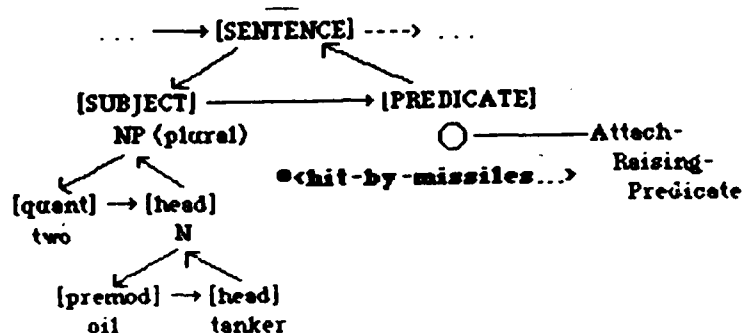 ... [SENTENCE] ...
[SUBJECT] [PREDICATE]
NP (plural)
Attach-
Raising-
Predicate
<hit-by-missiles...>
[quant] [head]
two
N
[premod] [head]
oil tanker